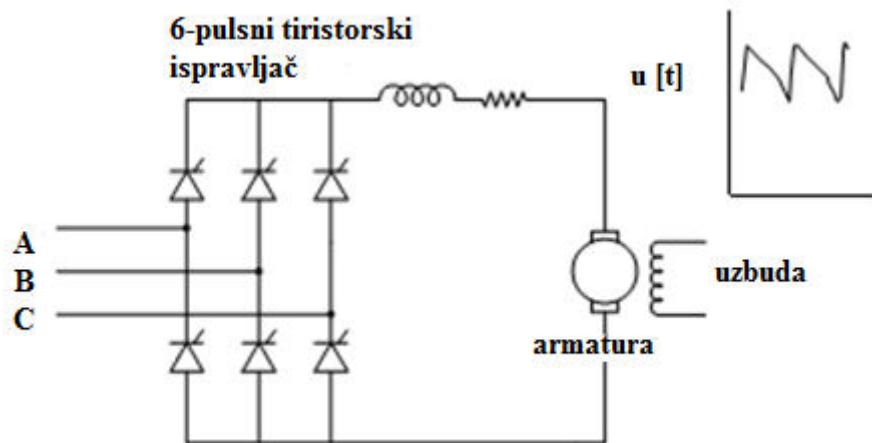 6-pulsni tiristorski
ispravljač
u [t]
A
B
C
uzbuda
armatura